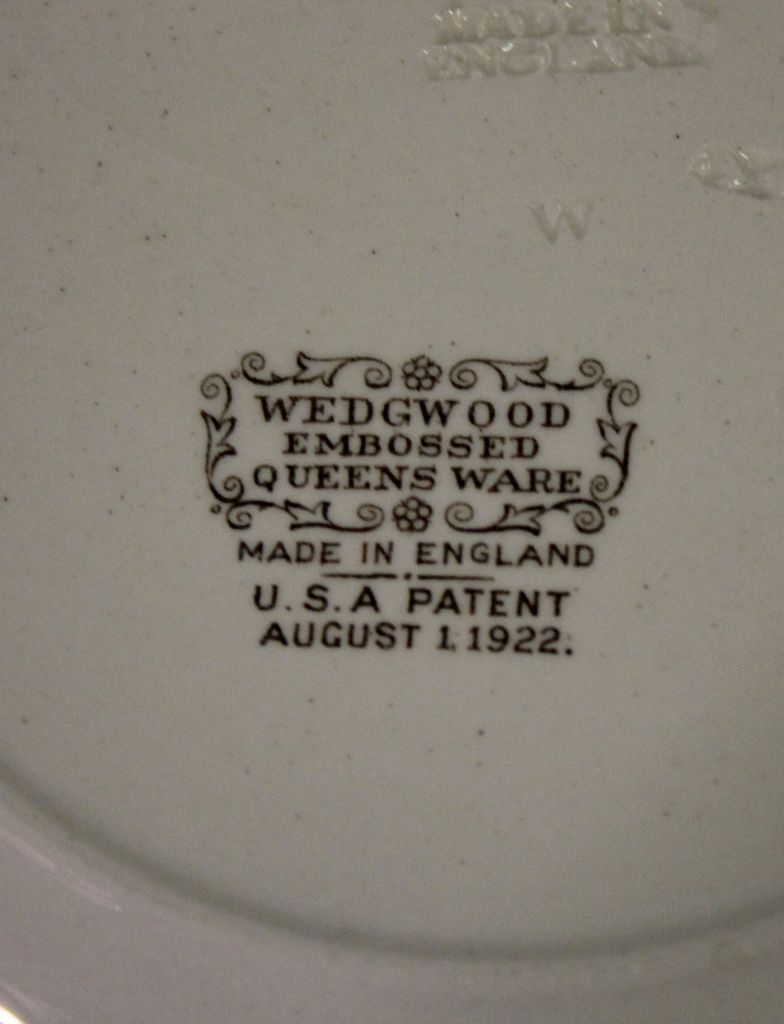 MADE IN
ENGLAND
W
WEDGWOOD
EMBOSSED
QUEENS WARE
MADE IN ENGLAND
U.S.A PATENT
AUGUST 1. 1922.